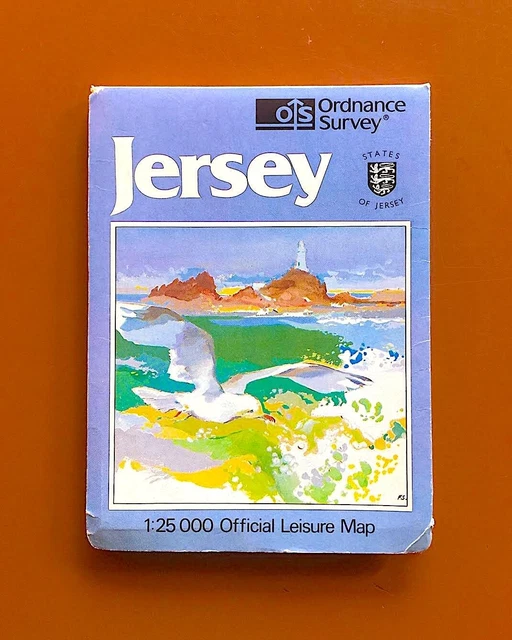 OS Ordnance
Survey®
Jersey
STATES
OF JERSEY
1:25 000 Official Leisure Map